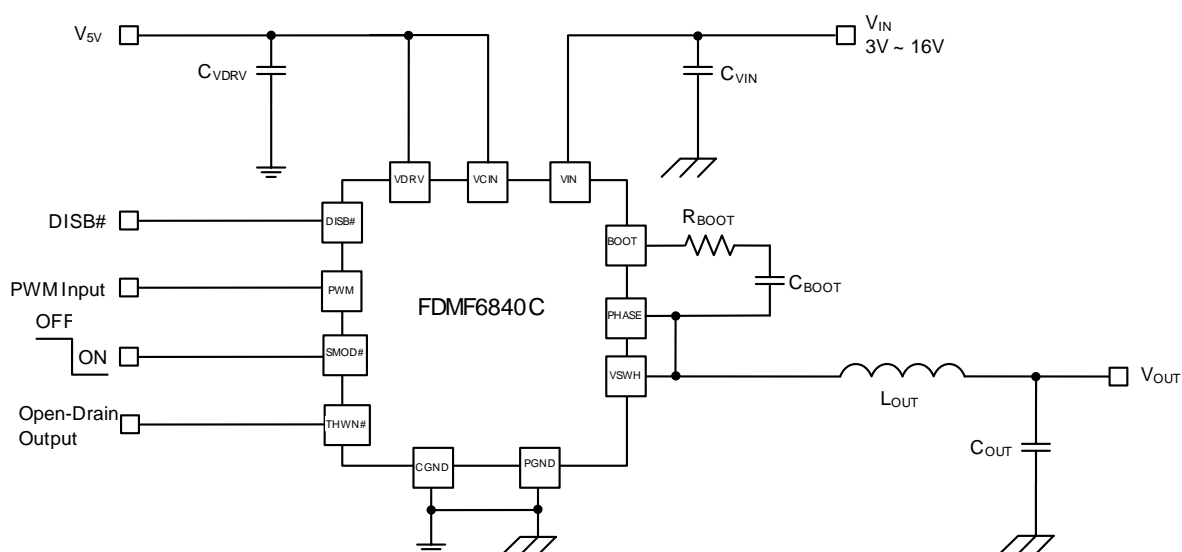 V5V
VIN
3V ~ 16V
CVDRV
CVIN
VDRV
VCIN
VIN
DISB#
DISB#
RBOOT
BOOT
PWM Input
PWM
CBOOT
FDMF6840C
PHASE
OFF
ON
SMOD#
VSWH
VOUT
LOUT
Open-Drain
Output
THWN#
COUT
CGND
PGND